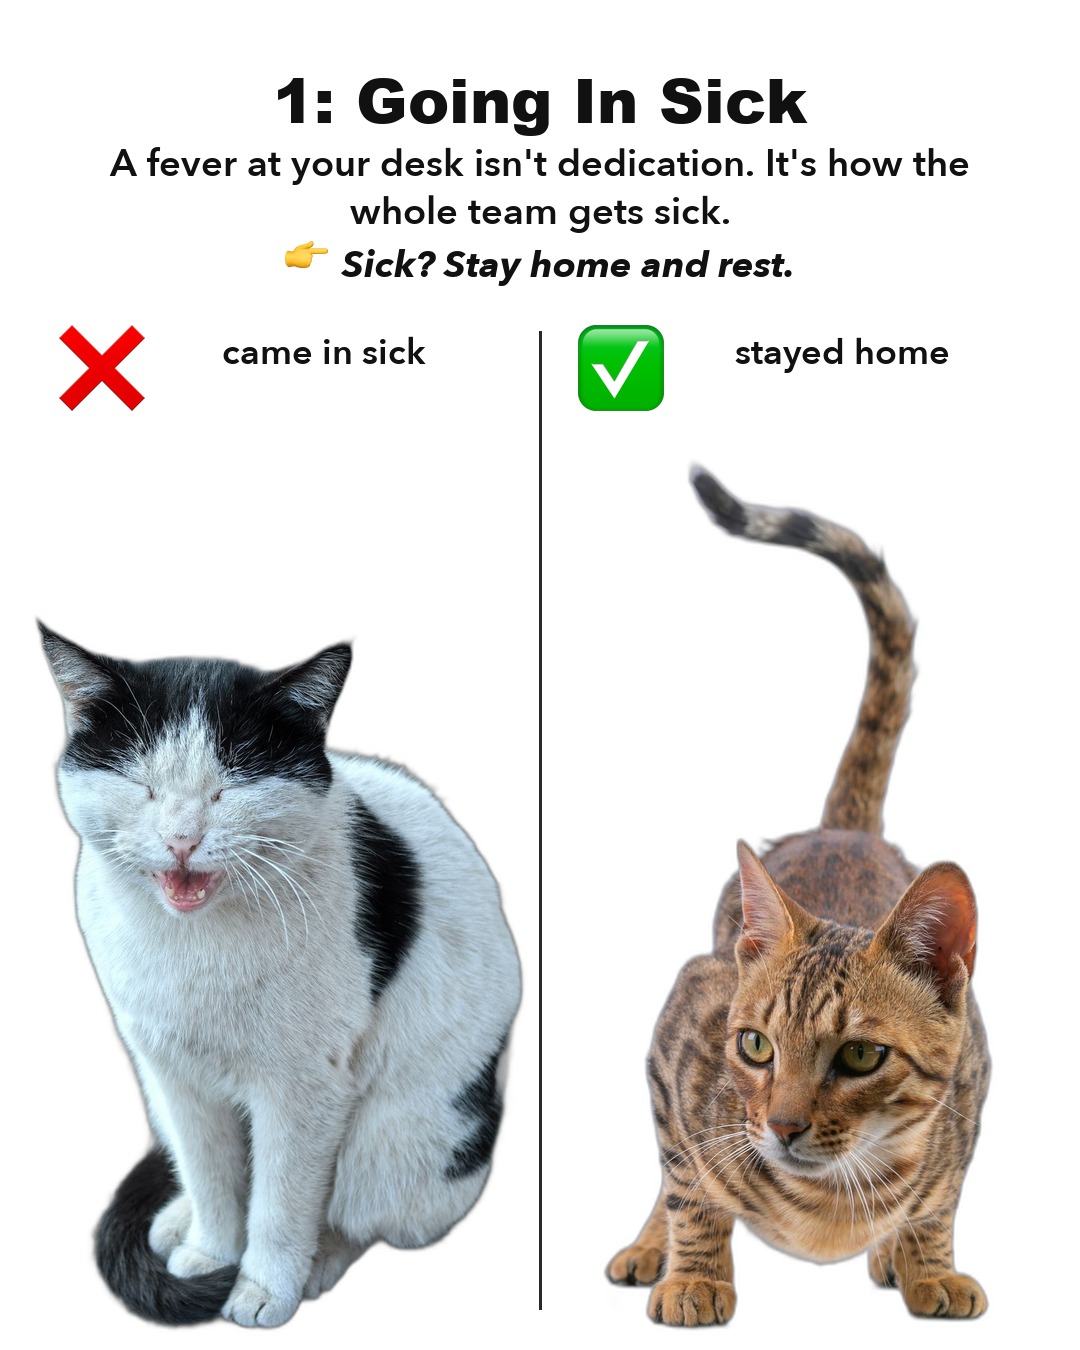 1: Going In Sick
A fever at your desk isn't dedication. It's how the
whole team gets sick.
👉 Sick? Stay home and rest.
❌ came in sick
✅ stayed home